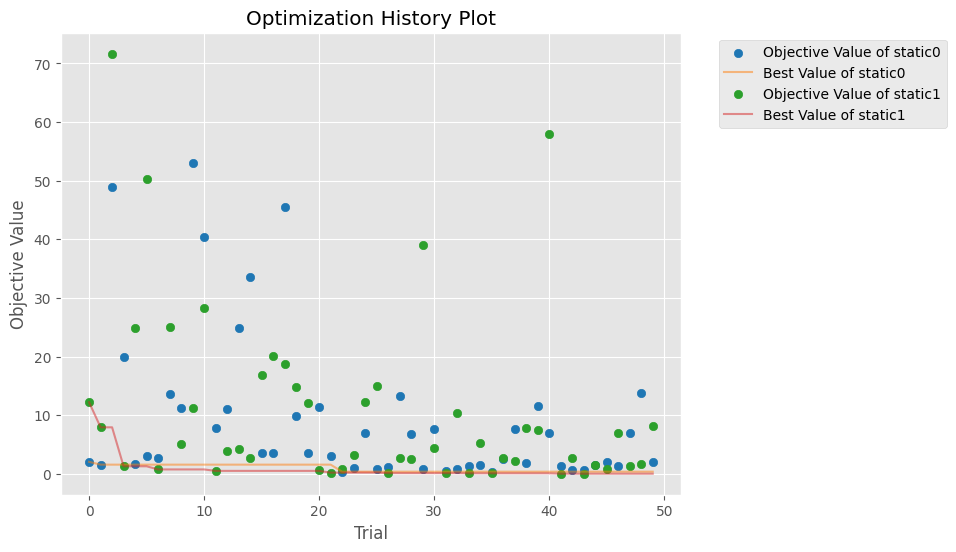 Optimization History Plot
Objective Value of static0
Best Value of static0
Objective Value of static1
Best Value of static1
Objective Value
70
60
50
40
30
20
10
0
0 10 20 30 40 50
Trial